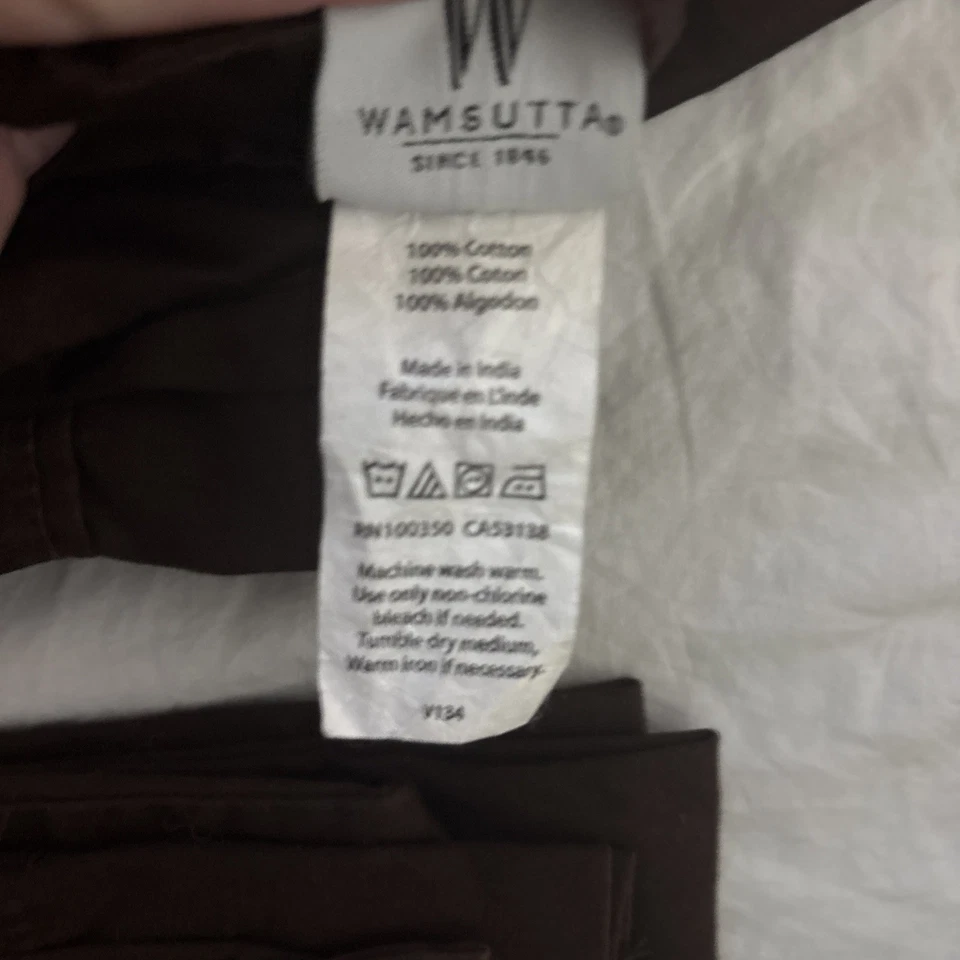 W
WAMSUTTA®
SINCE 1846
100% Cotton
100% Coton
100% Algodon
Made in India
Fabrique en L'inde
Hecho en India
RN100350 CA53138
Machine wash warm.
Use only non-chlorine
bleach if needed.
Tumble dry medium,
Warm iron if necessary
V134